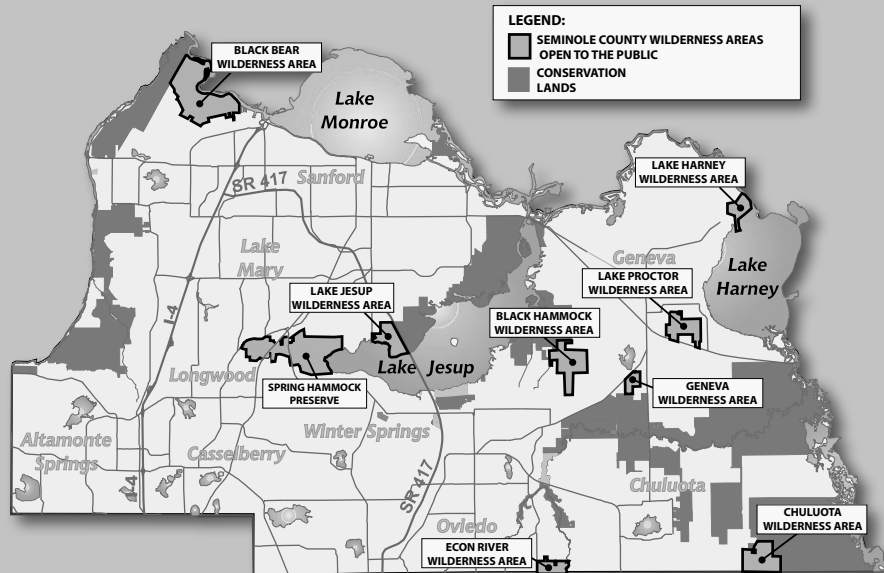 LEGEND:
SEMINOLE COUNTY WILDERNESS AREAS
OPEN TO THE PUBLIC
CONSERVATION
LANDS
BLACK BEAR
WILDERNESS AREA
Lake
Monroe
LAKE HARNEY
WILDERNESS AREA
SR 417
Sanford
Lake
Mary
Geneva
Lake
Harney
LAKE PROCTOR
WILDERNESS AREA
LAKE JESUP
WILDERNESS AREA
BLACK HAMMOCK
WILDERNESS AREA
I-4
Lake Jesup
Longwood
SPRING HAMMOCK
PRESERVE
GENEVA
WILDERNESS AREA
Winter Springs
Altamonte
Springs
Casselberry
I-4
SR 417
Chuluota
Oviedo
CHULUOTA
WILDERNESS AREA
ECON RIVER
WILDERNESS AREA